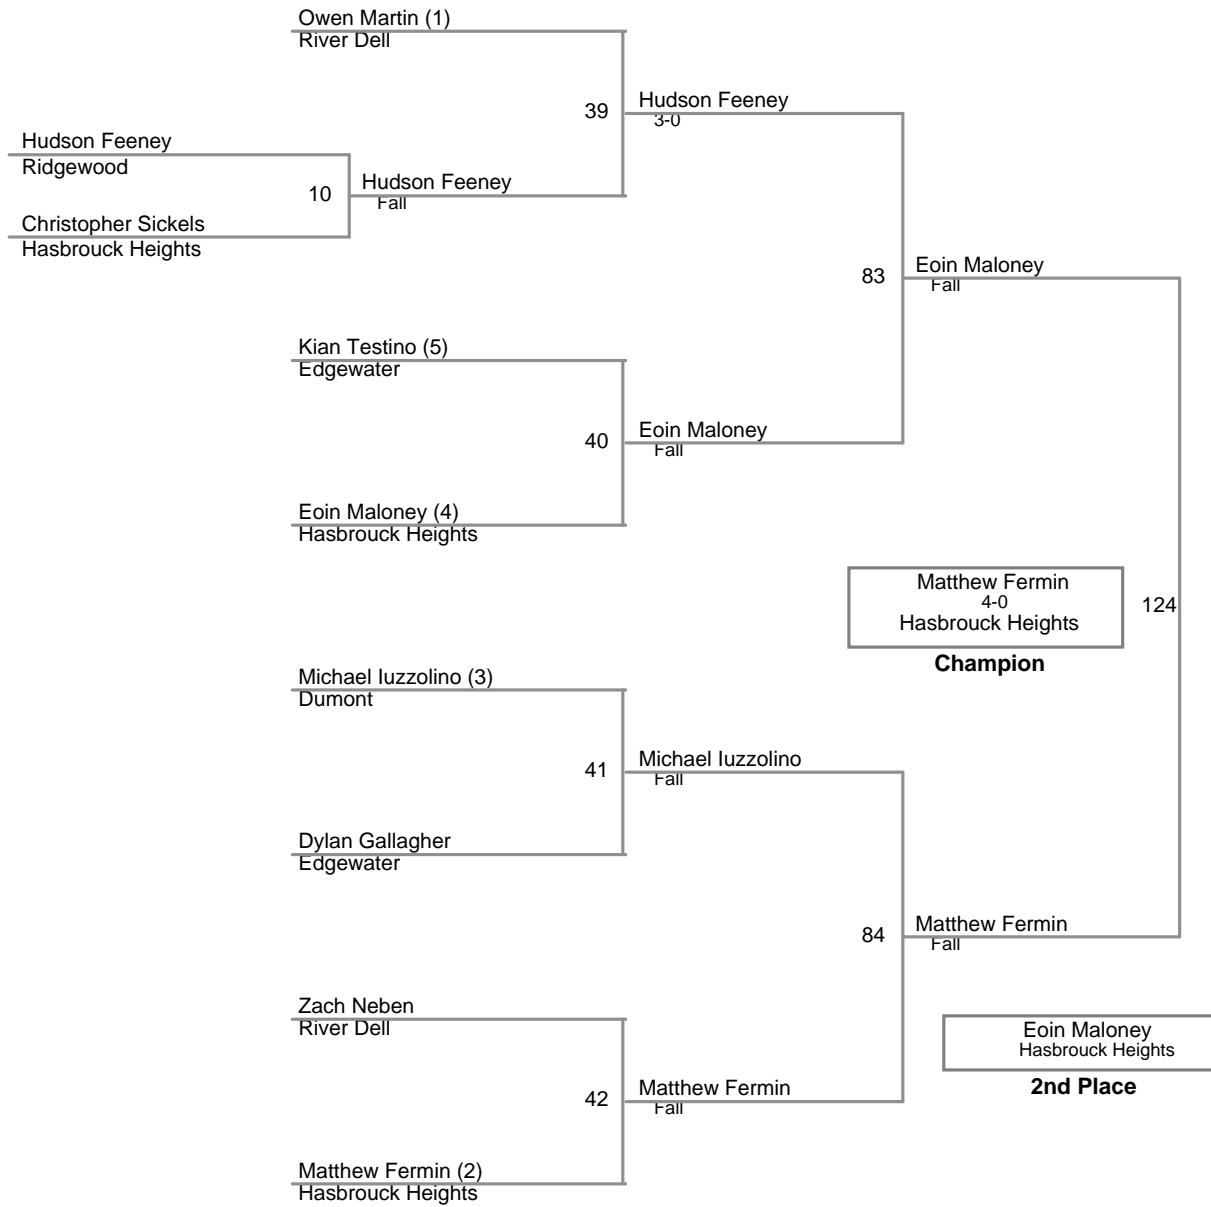 Owen Martin (1)
River Dell
39
Hudson Feeney
3-0
Hudson Feeney
Ridgewood
10
Hudson Feeney
Fall
Christopher Sickels
Hasbrouck Heights
83
Eoin Maloney
Fall
Kian Testino (5)
Edgewater
40
Eoin Maloney
Fall
Eoin Maloney (4)
Hasbrouck Heights
Matthew Fermin
4-0
Hasbrouck Heights
124
Champion
Michael Iuzzolino (3)
Dumont
41
Michael Iuzzolino
Fall
Dylan Gallagher
Edgewater
84
Matthew Fermin
Fall
Zach Neben
River Dell
Eoin Maloney
Hasbrouck Heights
2nd Place
42
Matthew Fermin
Fall
Matthew Fermin (2)
Hasbrouck Heights